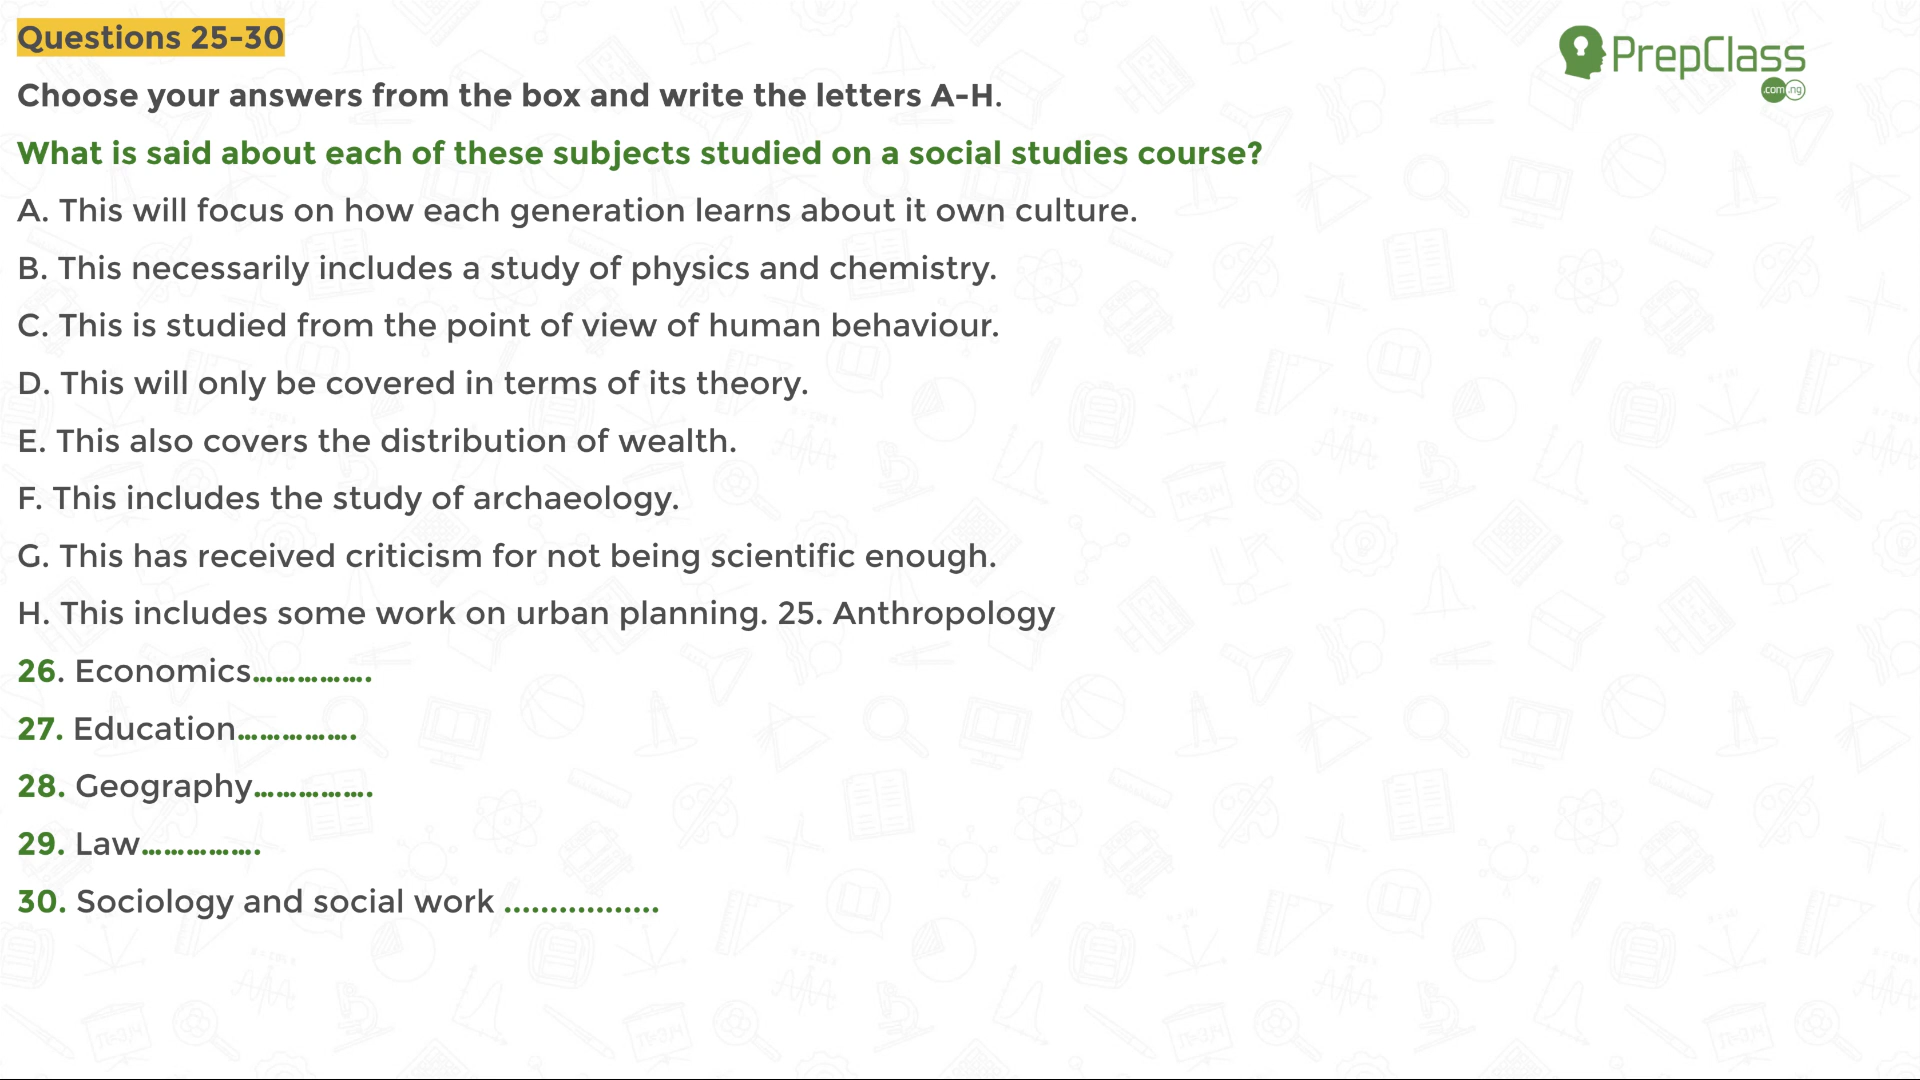 Questions 25-30
PrepClass
.com .ng
Choose your answers from the box and write the letters A-H.
What is said about each of these subjects studied on a social studies course?
A. This will focus on how each generation learns about it own culture.
B. This necessarily includes a study of physics and chemistry.
C. This is studied from the point of view of human behaviour.
D. This will only be covered in terms of its theory.
E. This also covers the distribution of wealth.
F. This includes the study of archaeology.
G. This has received criticism for not being scientific enough.
H. This includes some work on urban planning. 25. Anthropology
26. Economics................
27. Education................
28. Geography................
29. Law................
30. Sociology and social work .................